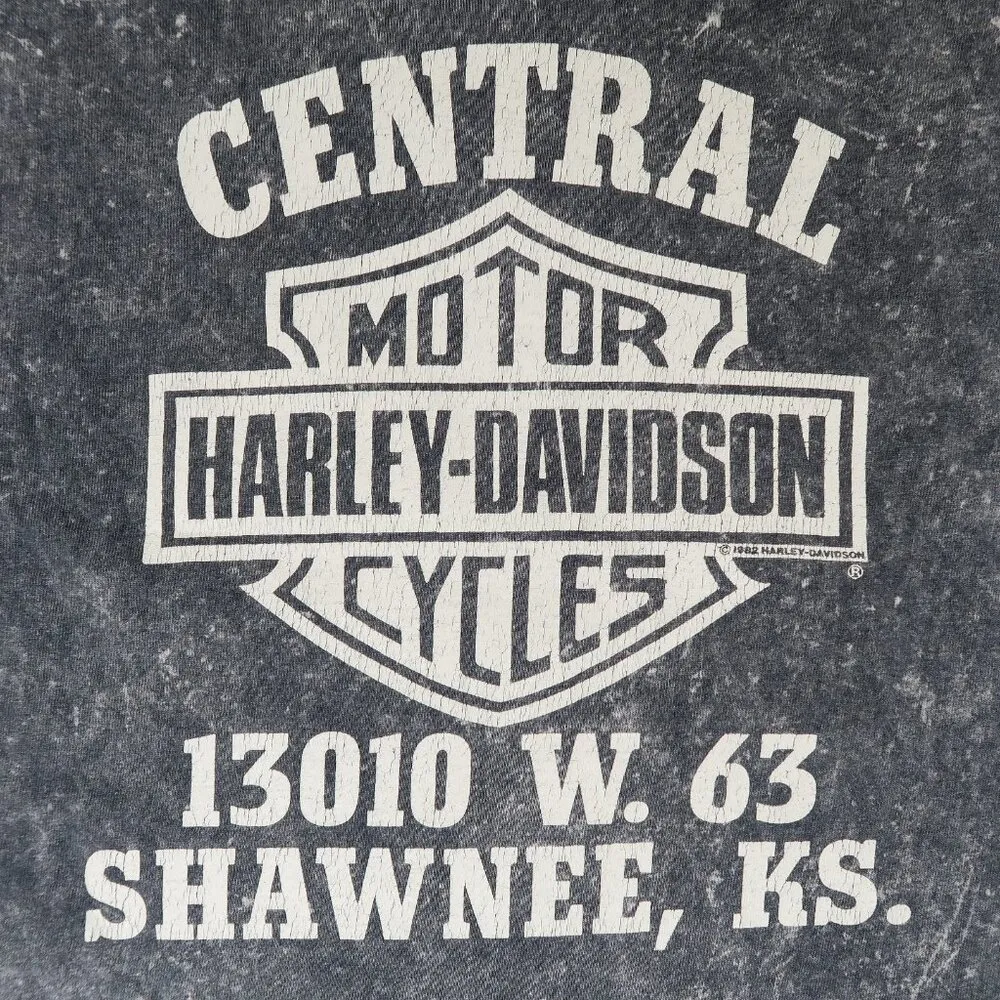 CENTRAL
MOTOR
HARLEY-DAVIDSON
© 1982 HARLEY-DAVIDSON
®
CYCLES
13010 W. 63
SHAWNEE, KS.